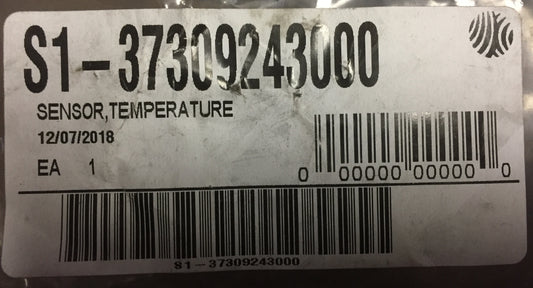 S1-37309243000
SENSOR,TEMPERATURE
12/07/2018
EA 1
0 00000 00000 0
S1-37309243000